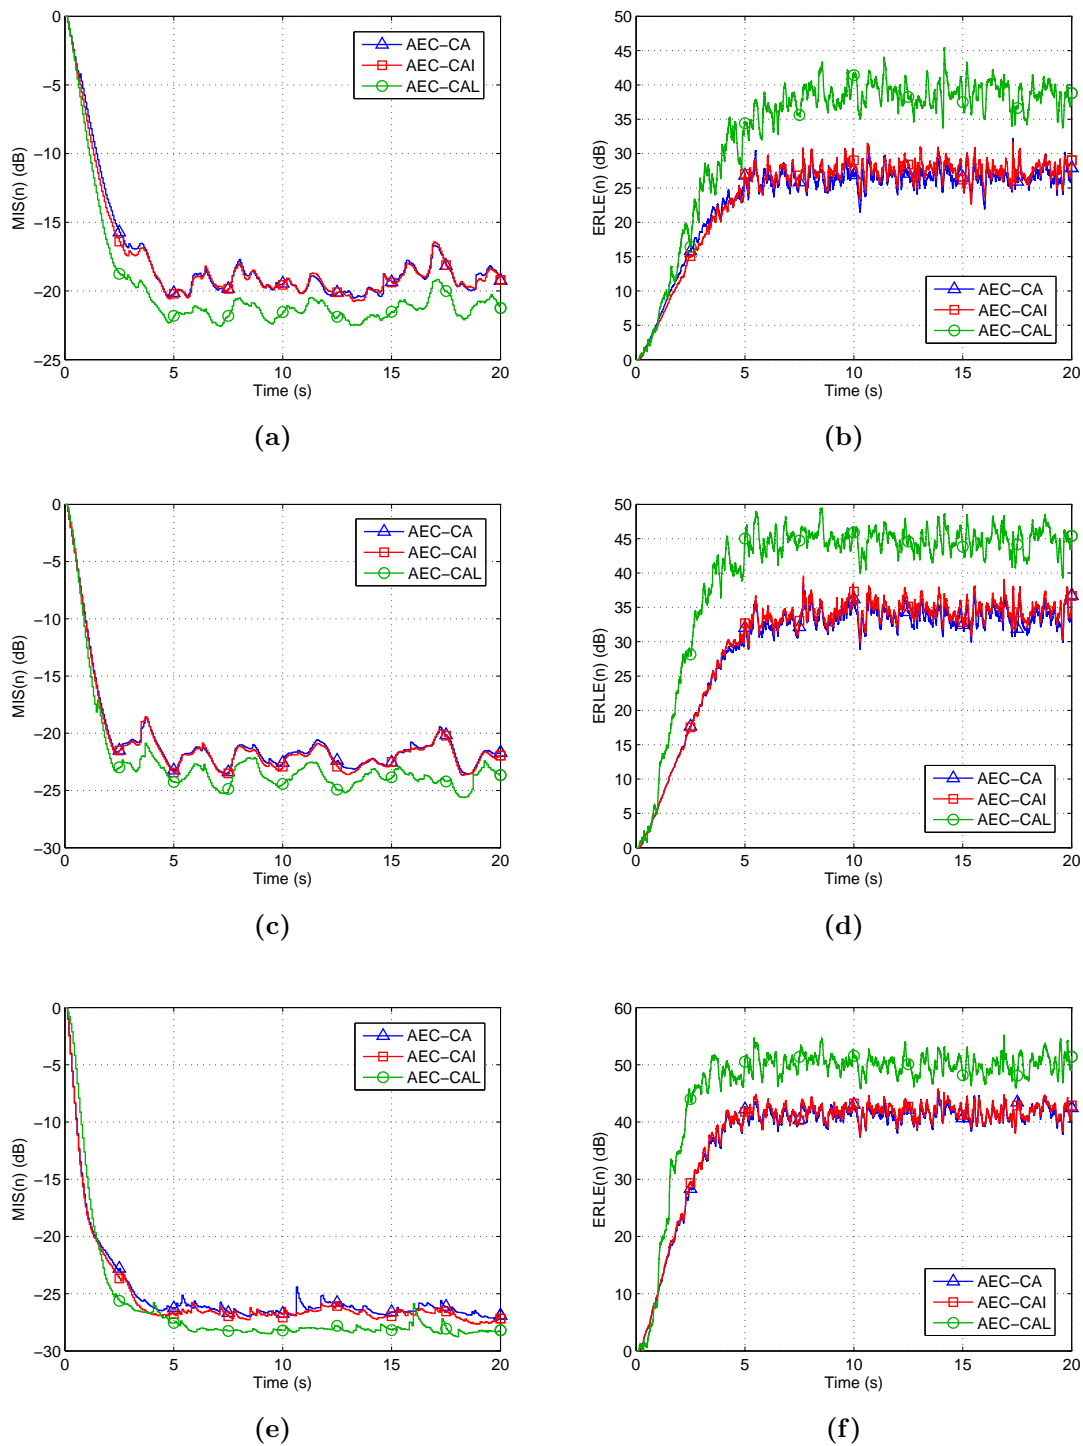 0
−5
−10
−15
−20
−25
MIS(n) (dB)
0 5 10 15 20
Time (s)
AEC−CA
AEC−CAI
AEC−CAL
(a)
50
45
40
35
30
25
20
15
10
5
0
ERLE(n) (dB)
0 5 10 15 20
Time (s)
AEC−CA
AEC−CAI
AEC−CAL
(b)
0
−5
−10
−15
−20
−25
−30
MIS(n) (dB)
0 5 10 15 20
Time (s)
AEC−CA
AEC−CAI
AEC−CAL
(c)
50
45
40
35
30
25
20
15
10
5
0
ERLE(n) (dB)
0 5 10 15 20
Time (s)
AEC−CA
AEC−CAI
AEC−CAL
(d)
0
−5
−10
−15
−20
−25
−30
MIS(n) (dB)
0 5 10 15 20
Time (s)
AEC−CA
AEC−CAI
AEC−CAL
(e)
60
50
40
30
20
10
0
ERLE(n) (dB)
0 5 10 15 20
Time (s)
AEC−CA
AEC−CAI
AEC−CAL
(f)